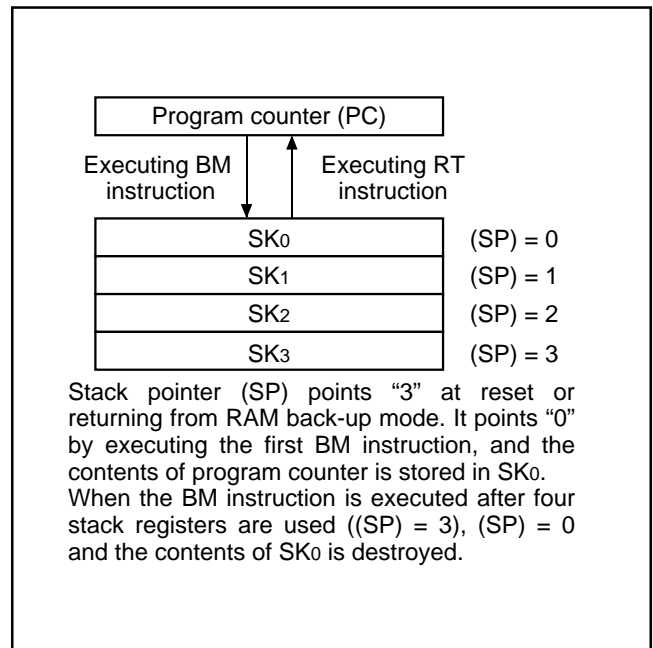 Program counter (PC)
Executing BM
instruction
Executing RT
instruction
SK0 (SP) = 0
SK1 (SP) = 1
SK2 (SP) = 2
SK3 (SP) = 3
Stack pointer (SP) points “3” at reset or
returning from RAM back-up mode. It points “0”
by executing the first BM instruction, and the
contents of program counter is stored in SK0.
When the BM instruction is executed after four
stack registers are used ((SP) = 3), (SP) = 0
and the contents of SK0 is destroyed.